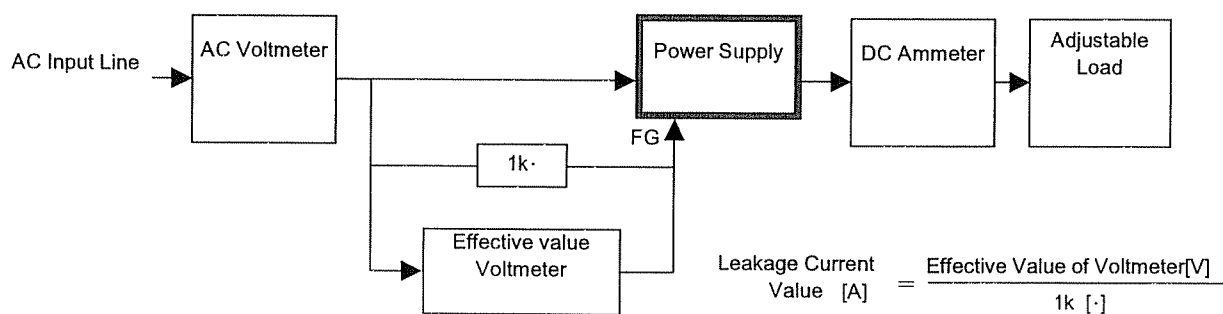 AC Input Line
AC Voltmeter
Power Supply
DC Ammeter
Adjustable
Load
FG
1k·
Effective value
Voltmeter
Leakage Current
Value [A]
=
Effective Value of Voltmeter[V]
1k [·]